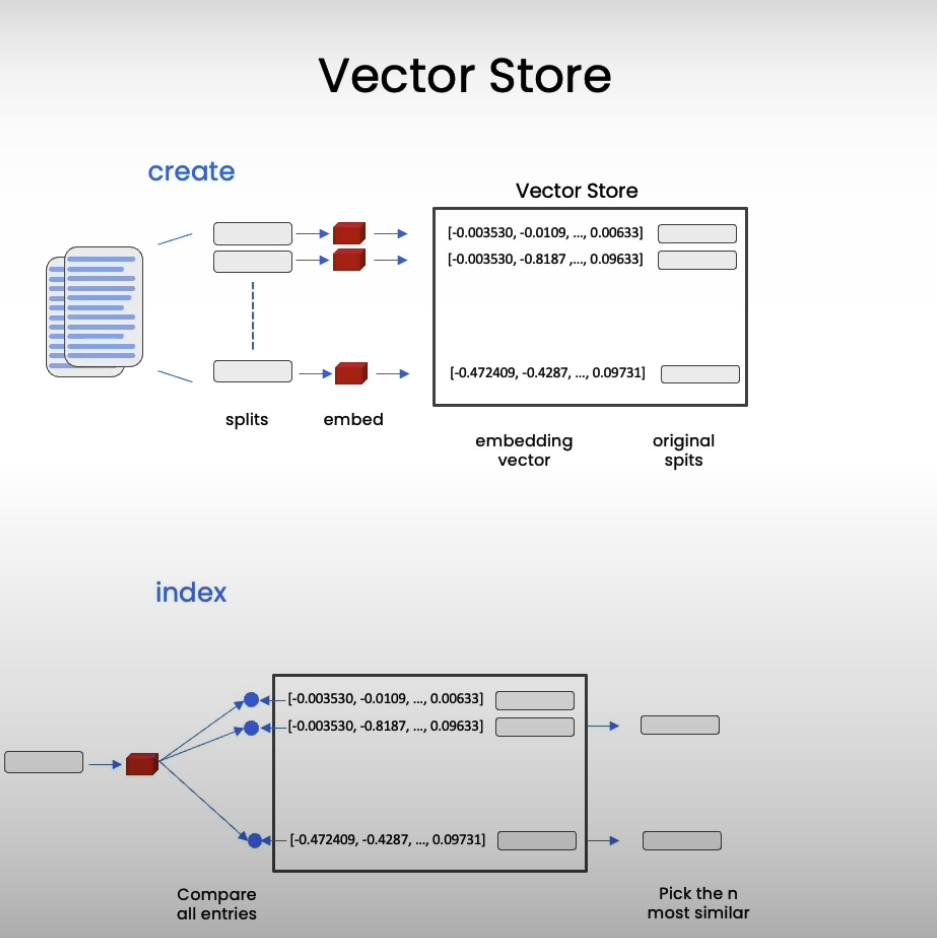 Vector Store
create
Vector Store
[-0.003530, -0.0109, ..., 0.00633]
[-0.003530, -0.8187 ,..., 0.09633]
[-0.472409, -0.4287, ..., 0.09731]
splits
embed
embedding
vector
original
spits
index
[-0.003530, -0.0109, ..., 0.00633]
[-0.003530, -0.8187, ..., 0.09633]
[-0.472409, -0.4287, ..., 0.09731]
Compare
all entries
Pick the n
most similar